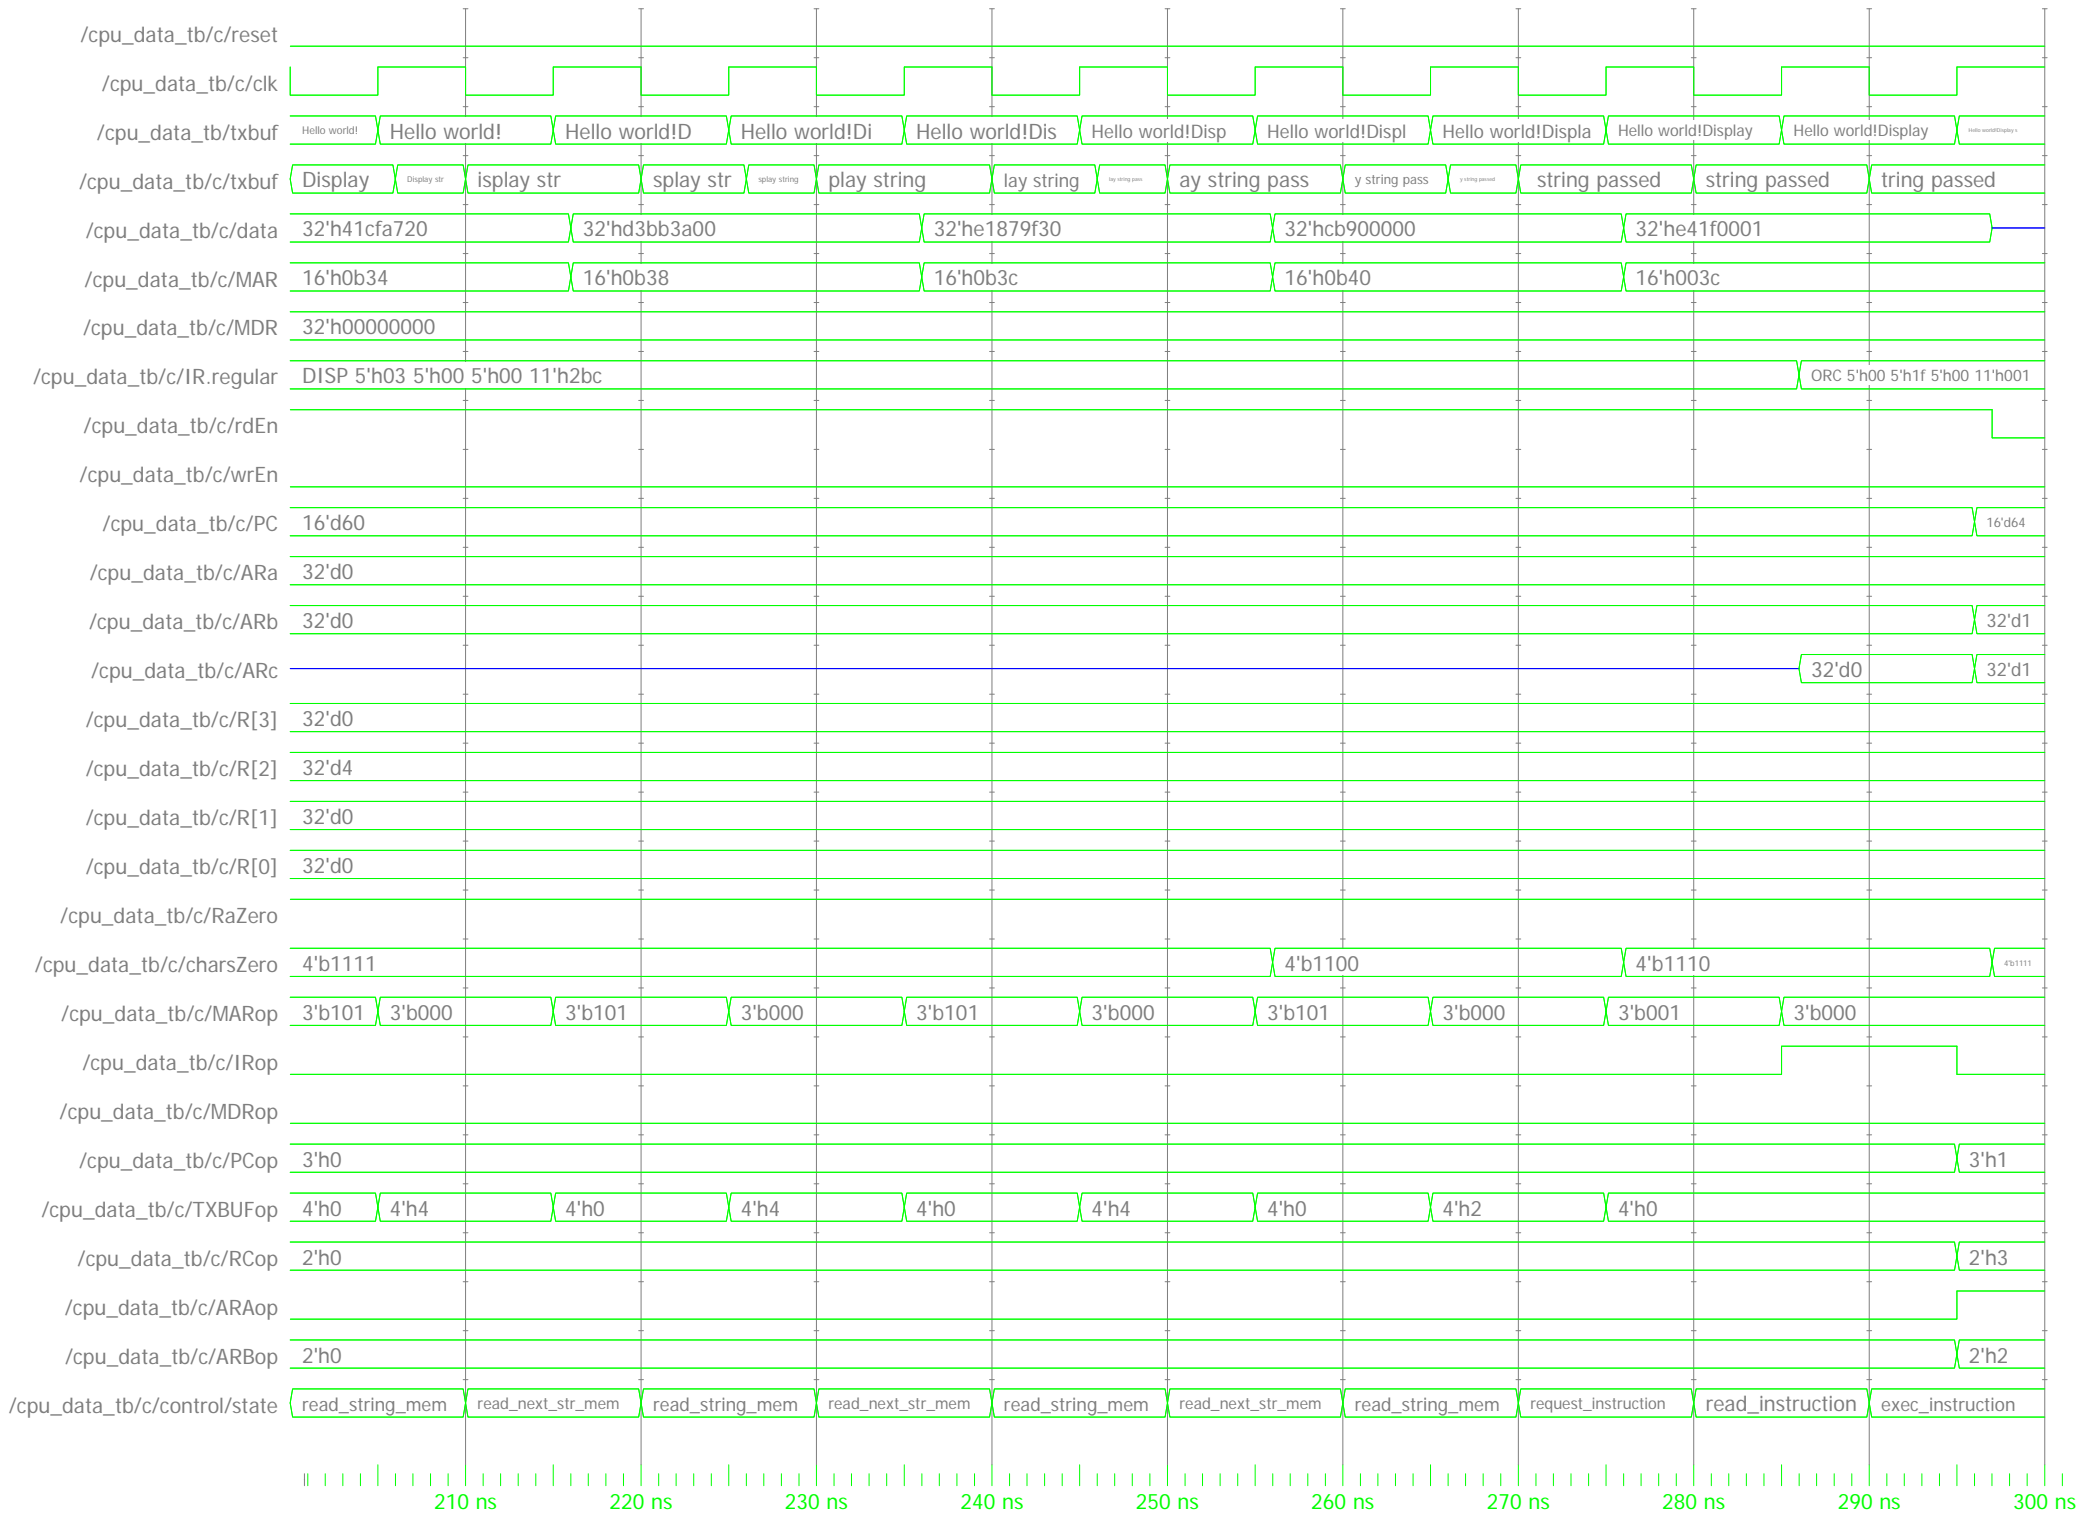 /cpu_data_tb/c/reset
/cpu_data_tb/c/clk
/cpu_data_tb/txbuf Hello world! Hello world! Hello world!D Hello world!Di Hello world!Dis Hello world!Disp Hello world!Displ Hello world!Displa Hello world!Display Hello world!Display Hello world!Display s
/cpu_data_tb/c/txbuf Display Display str isplay str splay str splay string play string lay string lay string pass ay string pass y string pass y string passed string passed string passed tring passed
/cpu_data_tb/c/data 32'h41cfa720 32'hd3bb3a00 32'he1879f30 32'hcb900000 32'he41f0001
/cpu_data_tb/c/MAR 16'h0b34 16'h0b38 16'h0b3c 16'h0b40 16'h003c
/cpu_data_tb/c/MDR 32'h00000000
/cpu_data_tb/c/IR.regular DISP 5'h03 5'h00 5'h00 11'h2bc ORC 5'h00 5'h1f 5'h00 11'h001
/cpu_data_tb/c/rdEn
/cpu_data_tb/c/wrEn
/cpu_data_tb/c/PC 16'd60 16'd64
/cpu_data_tb/c/ARa 32'd0
/cpu_data_tb/c/ARb 32'd0 32'd1
/cpu_data_tb/c/ARc 32'd0 32'd1
/cpu_data_tb/c/R[3] 32'd0
/cpu_data_tb/c/R[2] 32'd4
/cpu_data_tb/c/R[1] 32'd0
/cpu_data_tb/c/R[0] 32'd0
/cpu_data_tb/c/RaZero
/cpu_data_tb/c/charsZero 4'b1111 4'b1100 4'b1110 4'b1111
/cpu_data_tb/c/MARop 3'b101 3'b000 3'b101 3'b000 3'b101 3'b000 3'b101 3'b000 3'b001 3'b000
/cpu_data_tb/c/IRop
/cpu_data_tb/c/MDRop
/cpu_data_tb/c/PCop 3'h0 3'h1
/cpu_data_tb/c/TXBUFop 4'h0 4'h4 4'h0 4'h4 4'h0 4'h4 4'h0 4'h2 4'h0
/cpu_data_tb/c/RCop 2'h0 2'h3
/cpu_data_tb/c/ARAop
/cpu_data_tb/c/ARBop 2'h0 2'h2
/cpu_data_tb/c/control/state read_string_mem read_next_str_mem read_string_mem read_next_str_mem read_string_mem read_next_str_mem read_string_mem request_instruction read_instruction exec_instruction
210 ns 220 ns 230 ns 240 ns 250 ns 260 ns 270 ns 280 ns 290 ns 300 ns